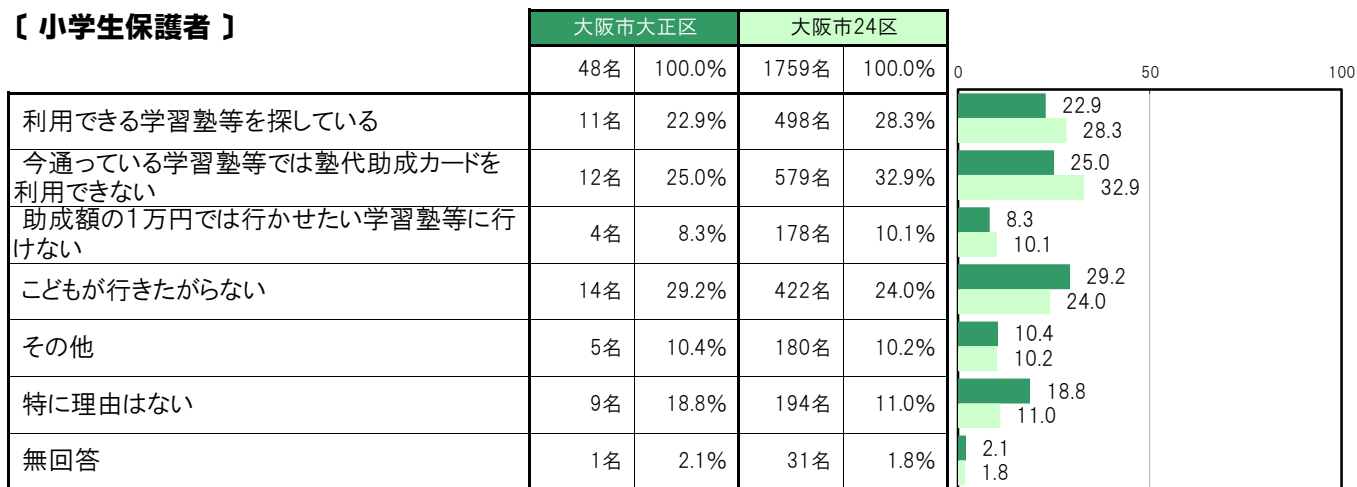 〔 小学生保護者 〕
大阪市大正区 大阪市24区
48名 100.0% 1759名 100.0% 0 50 100
利用できる学習塾等を探している 11名 22.9% 498名 28.3% 22.9
28.3
今通っている学習塾等では塾代助成カードを
利用できない 12名 25.0% 579名 32.9% 25.0
32.9
助成額の1万円では行かせたい学習塾等に行
けない 4名 8.3% 178名 10.1% 8.3
10.1
こどもが行きたがらない 14名 29.2% 422名 24.0% 29.2
24.0
その他 5名 10.4% 180名 10.2% 10.4
10.2
特に理由はない 9名 18.8% 194名 11.0% 18.8
11.0
無回答 1名 2.1% 31名 1.8% 2.1
1.8